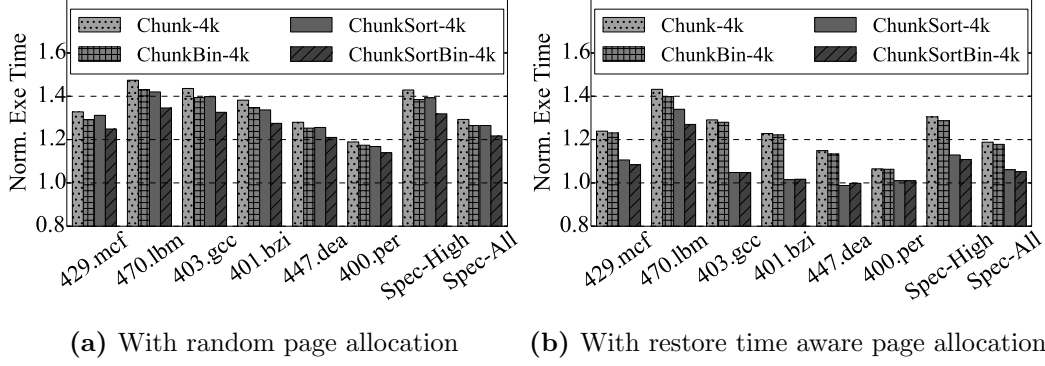 Norm. Exe Time
1.6
1.4
1.2
1.0
0.8
Chunk-4k
ChunkSort-4k
ChunkBin-4k
ChunkSortBin-4k
429.mcf
470.lbm
403.gcc
401.bzi
447.dea
400.per
Spec-High
Spec-All
(a) With random page allocation
Norm. Exe Time
1.6
1.4
1.2
1.0
0.8
Chunk-4k
ChunkSort-4k
ChunkBin-4k
ChunkSortBin-4k
429.mcf
470.lbm
403.gcc
401.bzi
447.dea
400.per
Spec-High
Spec-All
(b) With restore time aware page allocation